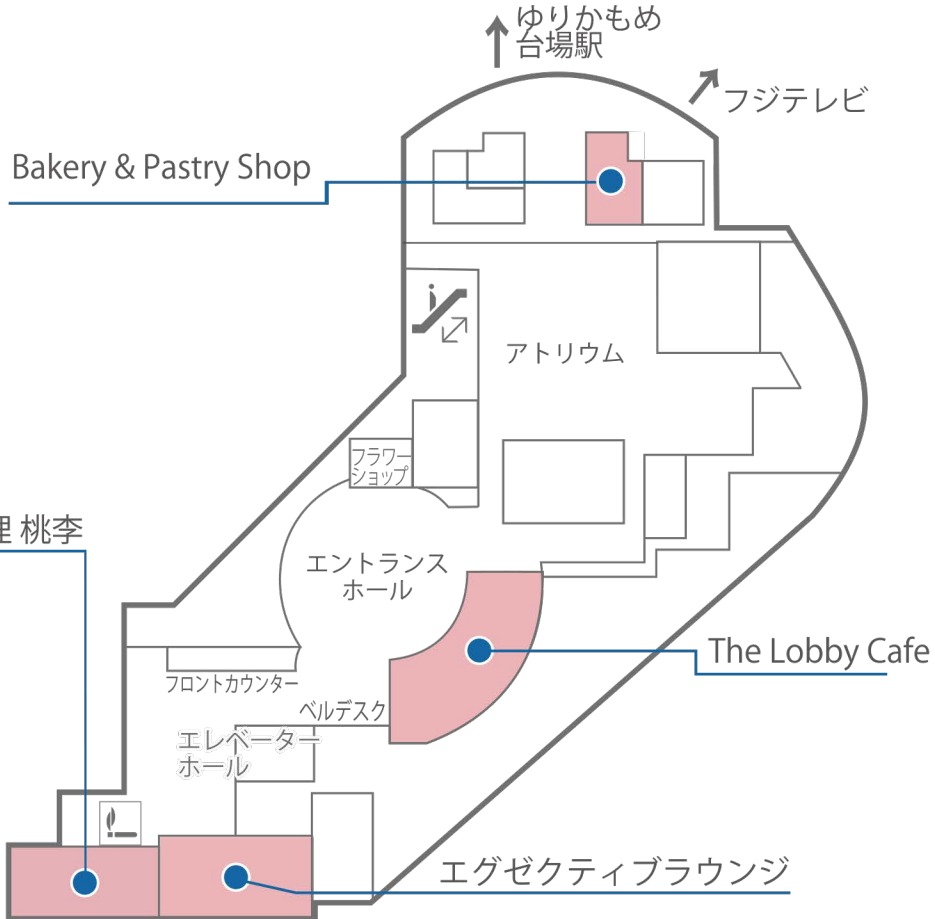 ゆりかもめ
台場駅
フジテレビ
Bakery & Pastry Shop
アトリウム
フラワー
ショップ
桃李
エントランス
ホール
The Lobby Cafe
フロントカウンター
ベルデスク
エレベーター
ホール
エグゼクティブラウンジ